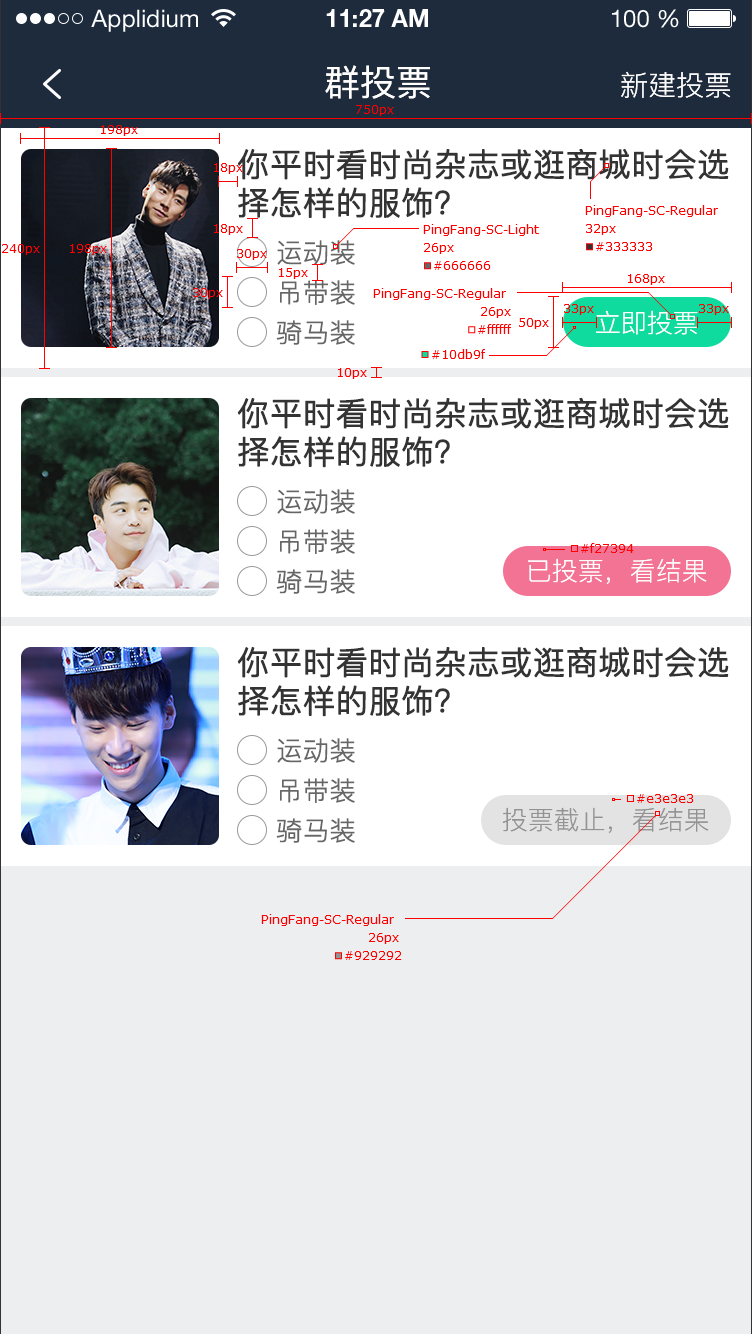 Applidium 11:27 AM 100 %
群投票 新建投票
750px
198px
18px
你平时看时尚杂志或逛商城时会选
择怎样的服饰？
PingFang-SC-Regular
32px
#333333
18px
240px
198px
30px
运动装
PingFang-SC-Light
26px
#666666
15px
30px
吊带装
PingFang-SC-Regular
26px
#ffffff
168px
33px
33px
50px
立即投票
骑马装
#10db9f
10px
你平时看时尚杂志或逛商城时会选
择怎样的服饰？
运动装
吊带装
#f27394
已投票，看结果
骑马装
你平时看时尚杂志或逛商城时会选
择怎样的服饰？
运动装
吊带装
#e3e3e3
投票截止，看结果
骑马装
PingFang-SC-Regular
26px
#929292